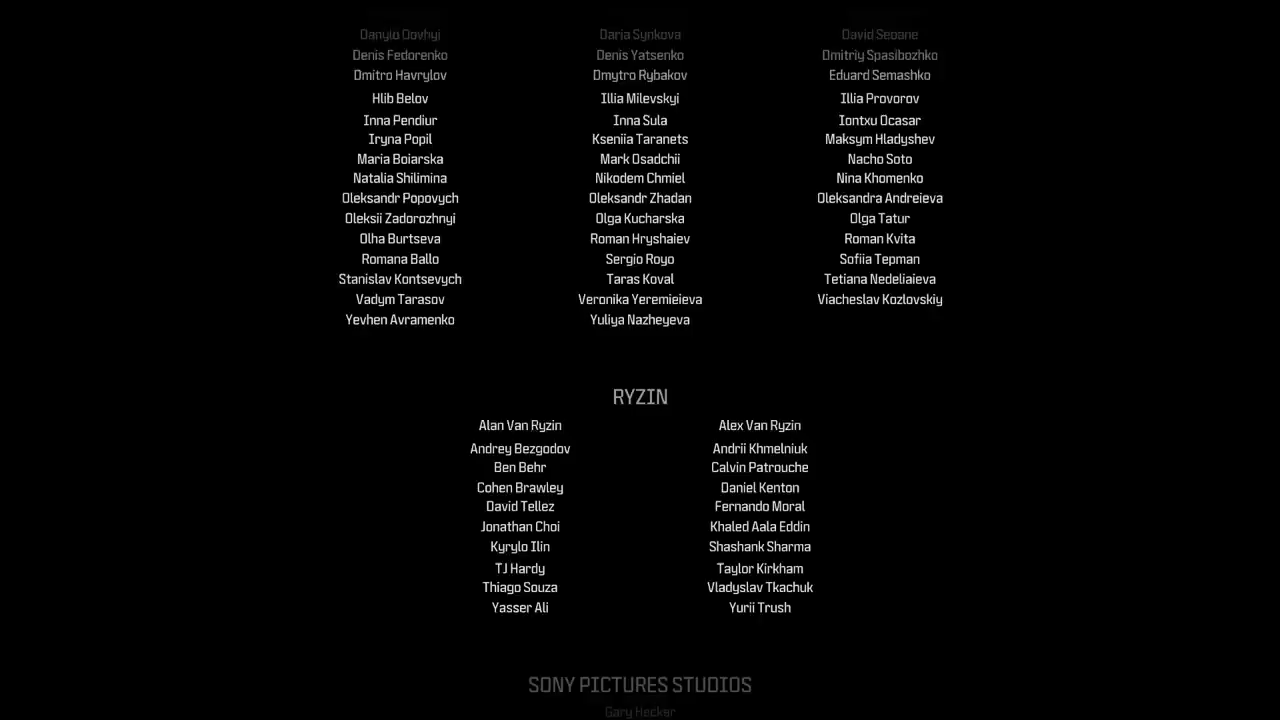 Danylo Dovhyi Daria Synkova David Seoane
Denis Fedorenko Denis Yatsenko Dmitriy Spasibozhko
Dmitro Havrylov Dmytro Rybakov Eduard Semashko
Hlib Belov Illia Milevskyi Illia Provorov
Inna Pendiur Inna Sula Iontxu Ocasar
Iryna Popil Kseniia Taranets Maksym Hladyshev
Maria Boiarska Mark Osadchii Nacho Soto
Natalia Shilimina Nikodem Chmiel Nina Khomenko
Oleksandr Popovych Oleksandr Zhadan Oleksandra Andreieva
Oleksii Zadorozhnyi Olga Kucharska Olga Tatur
Olha Burtseva Roman Hryshaiev Roman Kvita
Romana Ballo Sergio Royo Sofiia Tepman
Stanislav Kontsevych Taras Koval Tetiana Nedeliaieva
Vadym Tarasov Veronika Yeremieieva Viacheslav Kozlovskiy
Yevhen Avramenko Yuliya Nazheyeva
RYZIN
Alan Van Ryzin Alex Van Ryzin
Andrey Bezgodov Andrii Khmelniuk
Ben Behr Calvin Patrouche
Cohen Brawley Daniel Kenton
David Tellez Fernando Moral
Jonathan Choi Khaled Aala Eddin
Kyrylo Ilin Shashank Sharma
TJ Hardy Taylor Kirkham
Thiago Souza Vladyslav Tkachuk
Yasser Ali Yurii Trush
SONY PICTURES STUDIOS
Gary Hecker